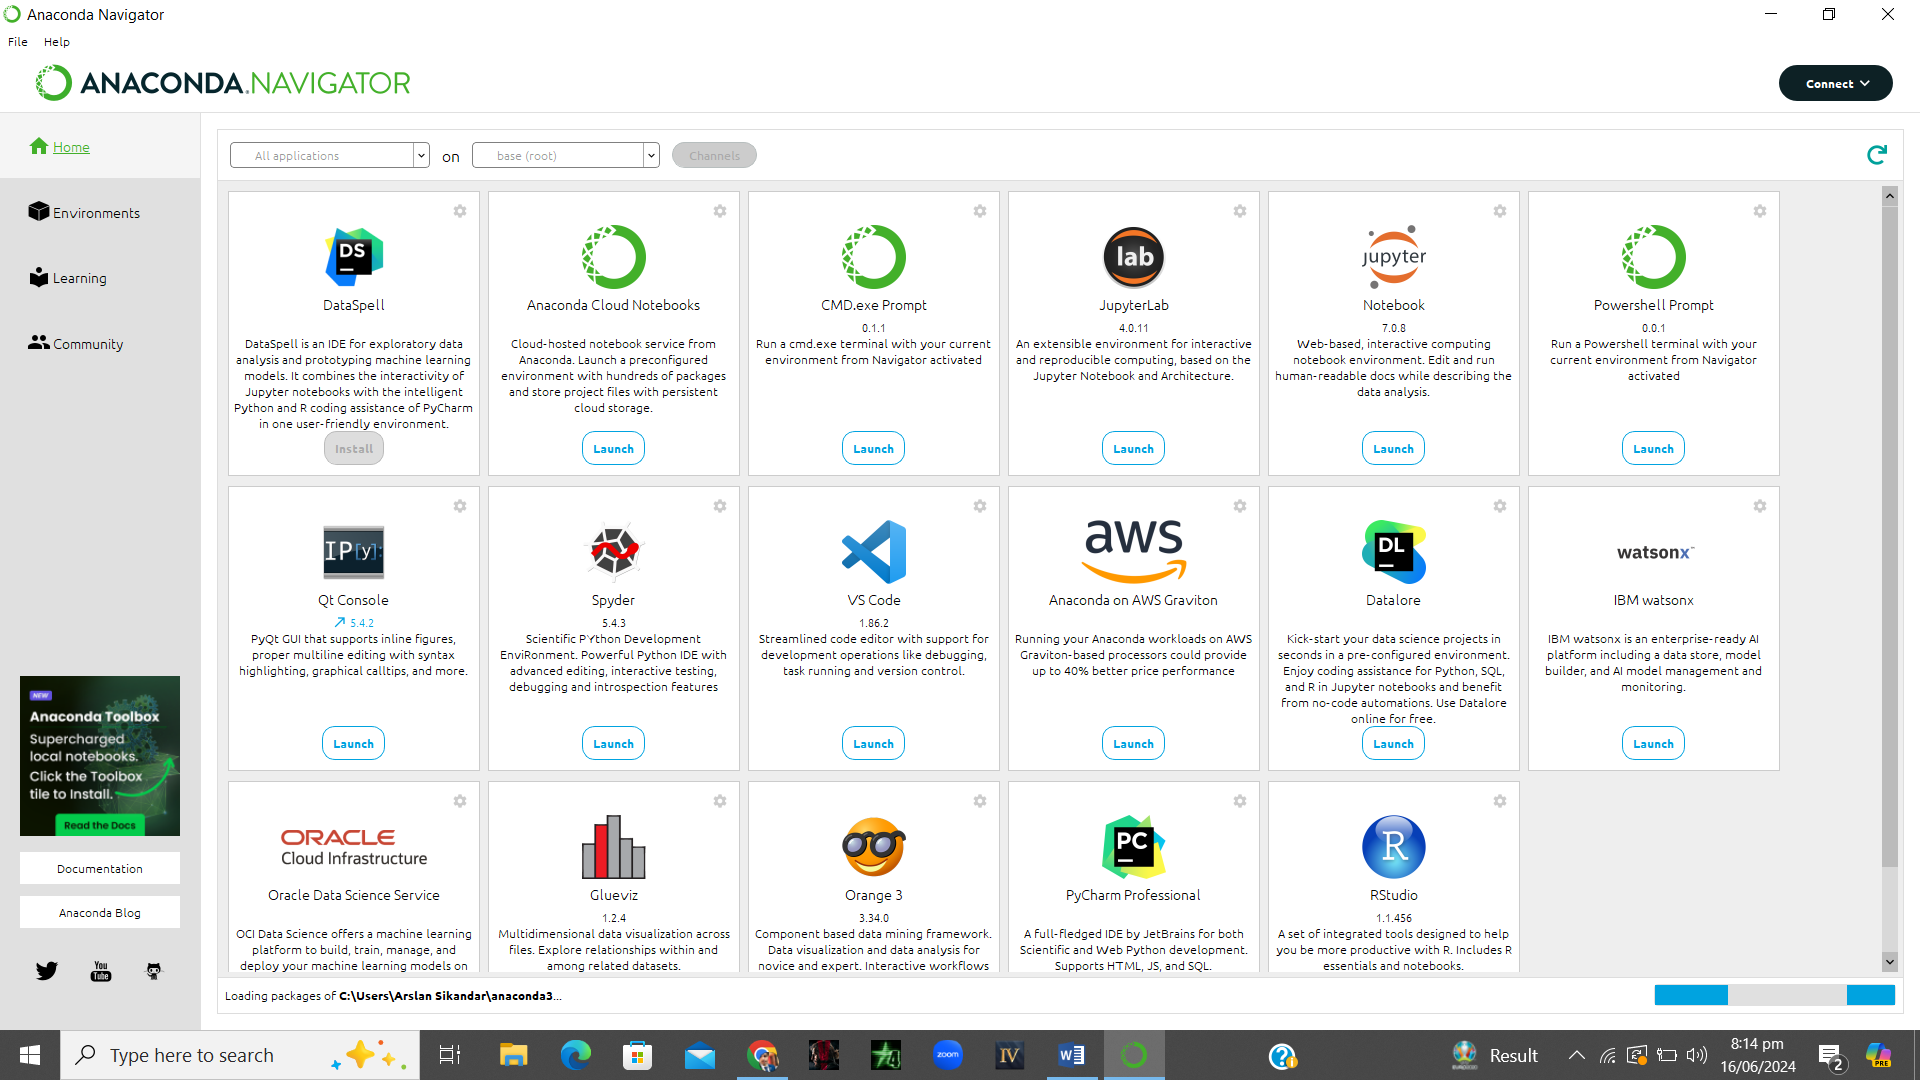 Anaconda Navigator
File Help
ANACONDA.NAVIGATOR
Connect
Home
Environments
Learning
Community
All applications on base (root) Channels
DS
DataSpell
DataSpell is an IDE for exploratory data
analysis and prototyping machine learning
models. It combines the interactivity of
Jupyter notebooks with the intelligent
Python and R coding assistance of PyCharm
in one user-friendly environment.
Install
Anaconda Cloud Notebooks
Cloud-hosted notebook service from
Anaconda. Launch a preconfigured
environment with hundreds of packages
and store project files with persistent
cloud storage.
Launch
CMD.exe Prompt
0.1.1
Run a cmd.exe terminal with your current
environment from Navigator activated
Launch
lab
JupyterLab
4.0.11
An extensible environment for interactive
and reproducible computing, based on the
Jupyter Notebook and Architecture.
Launch
jupyter
Notebook
7.0.8
Web-based, interactive computing
notebook environment. Edit and run
human-readable docs while describing the
data analysis.
Launch
Powershell Prompt
0.0.1
Run a Powershell terminal with your
current environment from Navigator
activated
Launch
IP[y]:
Qt Console
5.4.2
PyQt GUI that supports inline figures,
proper multiline editing with syntax
highlighting, graphical calltips, and more.
Launch
Spyder
5.4.3
Scientific PYthon Development
EnviRonment. Powerful Python IDE with
advanced editing, interactive testing,
debugging and introspection features
Launch
VS Code
1.86.2
Streamlined code editor with support for
development operations like debugging,
task running and version control.
Launch
aws
Anaconda on AWS Graviton
Running your Anaconda workloads on AWS
Graviton-based processors could provide
up to 40% better price performance
Launch
DL
Datalore
Kick-start your data science projects in
seconds in a pre-configured environment.
Enjoy coding assistance for Python, SQL,
and R in Jupyter notebooks and benefit
from no-code automations. Use Datalore
online for free.
Launch
watsonx™
IBM watsonx
IBM watsonx is an enterprise-ready AI
platform including a data store, model
builder, and AI model management and
monitoring.
Launch
ORACLE
Cloud Infrastructure
Oracle Data Science Service
OCI Data Science offers a machine learning
platform to build, train, manage, and
deploy your machine learning models on
Glueviz
1.2.4
Multidimensional data visualization across
files. Explore relationships within and
among related datasets.
Orange 3
3.34.0
Component based data mining framework.
Data visualization and data analysis for
novice and expert. Interactive workflows
PC
PyCharm Professional
A full-fledged IDE by JetBrains for both
Scientific and Web Python development.
Supports HTML, JS, and SQL.
R
RStudio
1.1.456
A set of integrated tools designed to help
you be more productive with R. Includes R
essentials and notebooks.
NEW
Anaconda Toolbox
Supercharged
local notebooks.
Click the Toolbox
tile to Install.
Read the Docs
Documentation
Anaconda Blog
You
Tube
Loading packages of C:\Users\Arslan Sikandar\anaconda3...
Type here to search
zoom
IV
W
Result
8:14 pm
16/06/2024
2
PRE